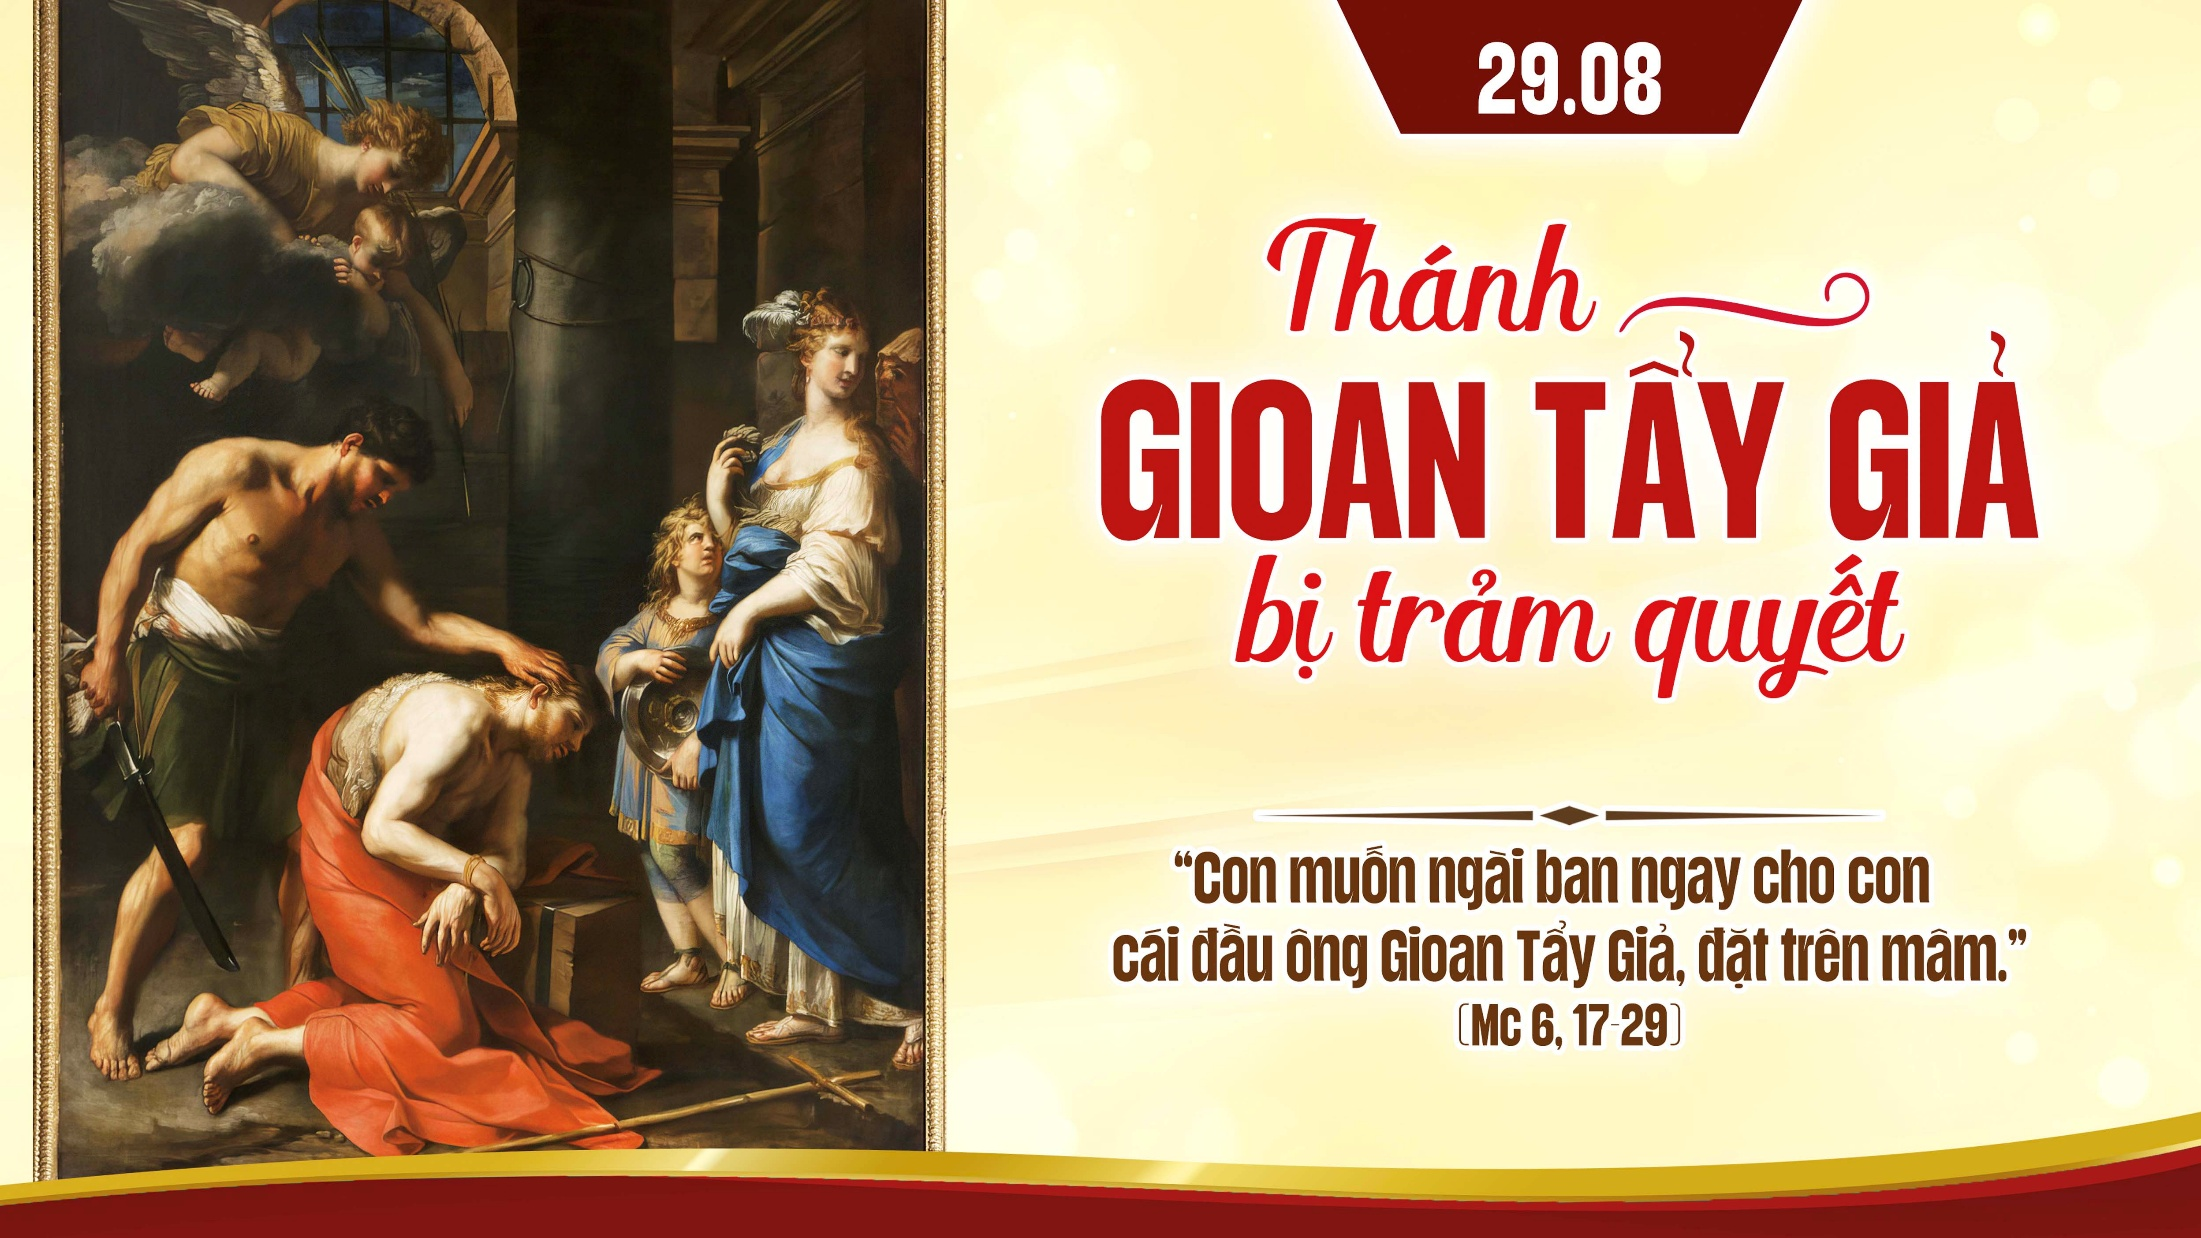 29.08
Thánh
GIOAN TẨY GIẢ
bị trảm quyết
“Con muốn ngài ban ngay cho con
cái đầu ông Gioan Tẩy Giả, đặt trên mâm.”
(Mc 6, 17-29)